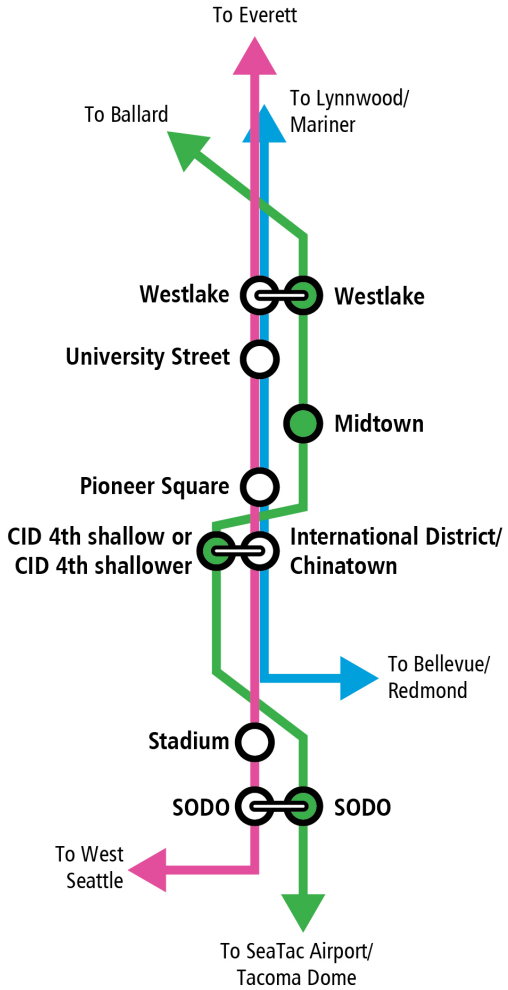 To Everett
To Lynnwood/
Mariner
To Ballard
Westlake
Westlake
University Street
Midtown
Pioneer Square
CID 4th shallow or
CID 4th shallower
International District/
Chinatown
To Bellevue/
Redmond
Stadium
SODO
SODO
To West
Seattle
To SeaTac Airport/
Tacoma Dome